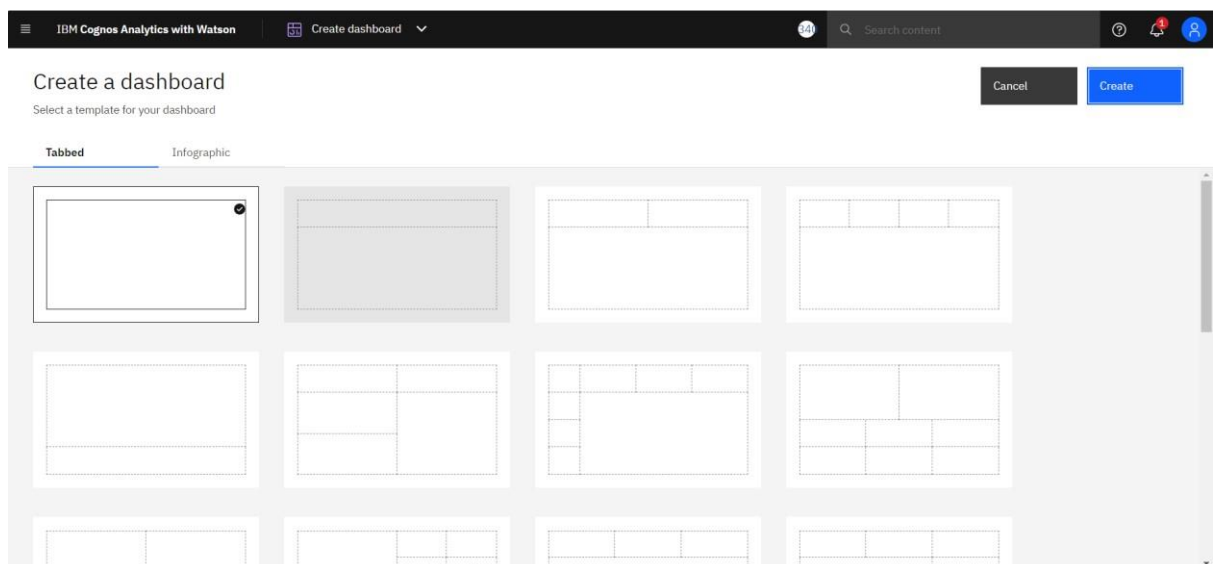 IBM Cognos Analytics with Watson
Create dashboard
Search content
1
Create a dashboard
Select a template for your dashboard
Cancel
Create
Tabbed
Infographic